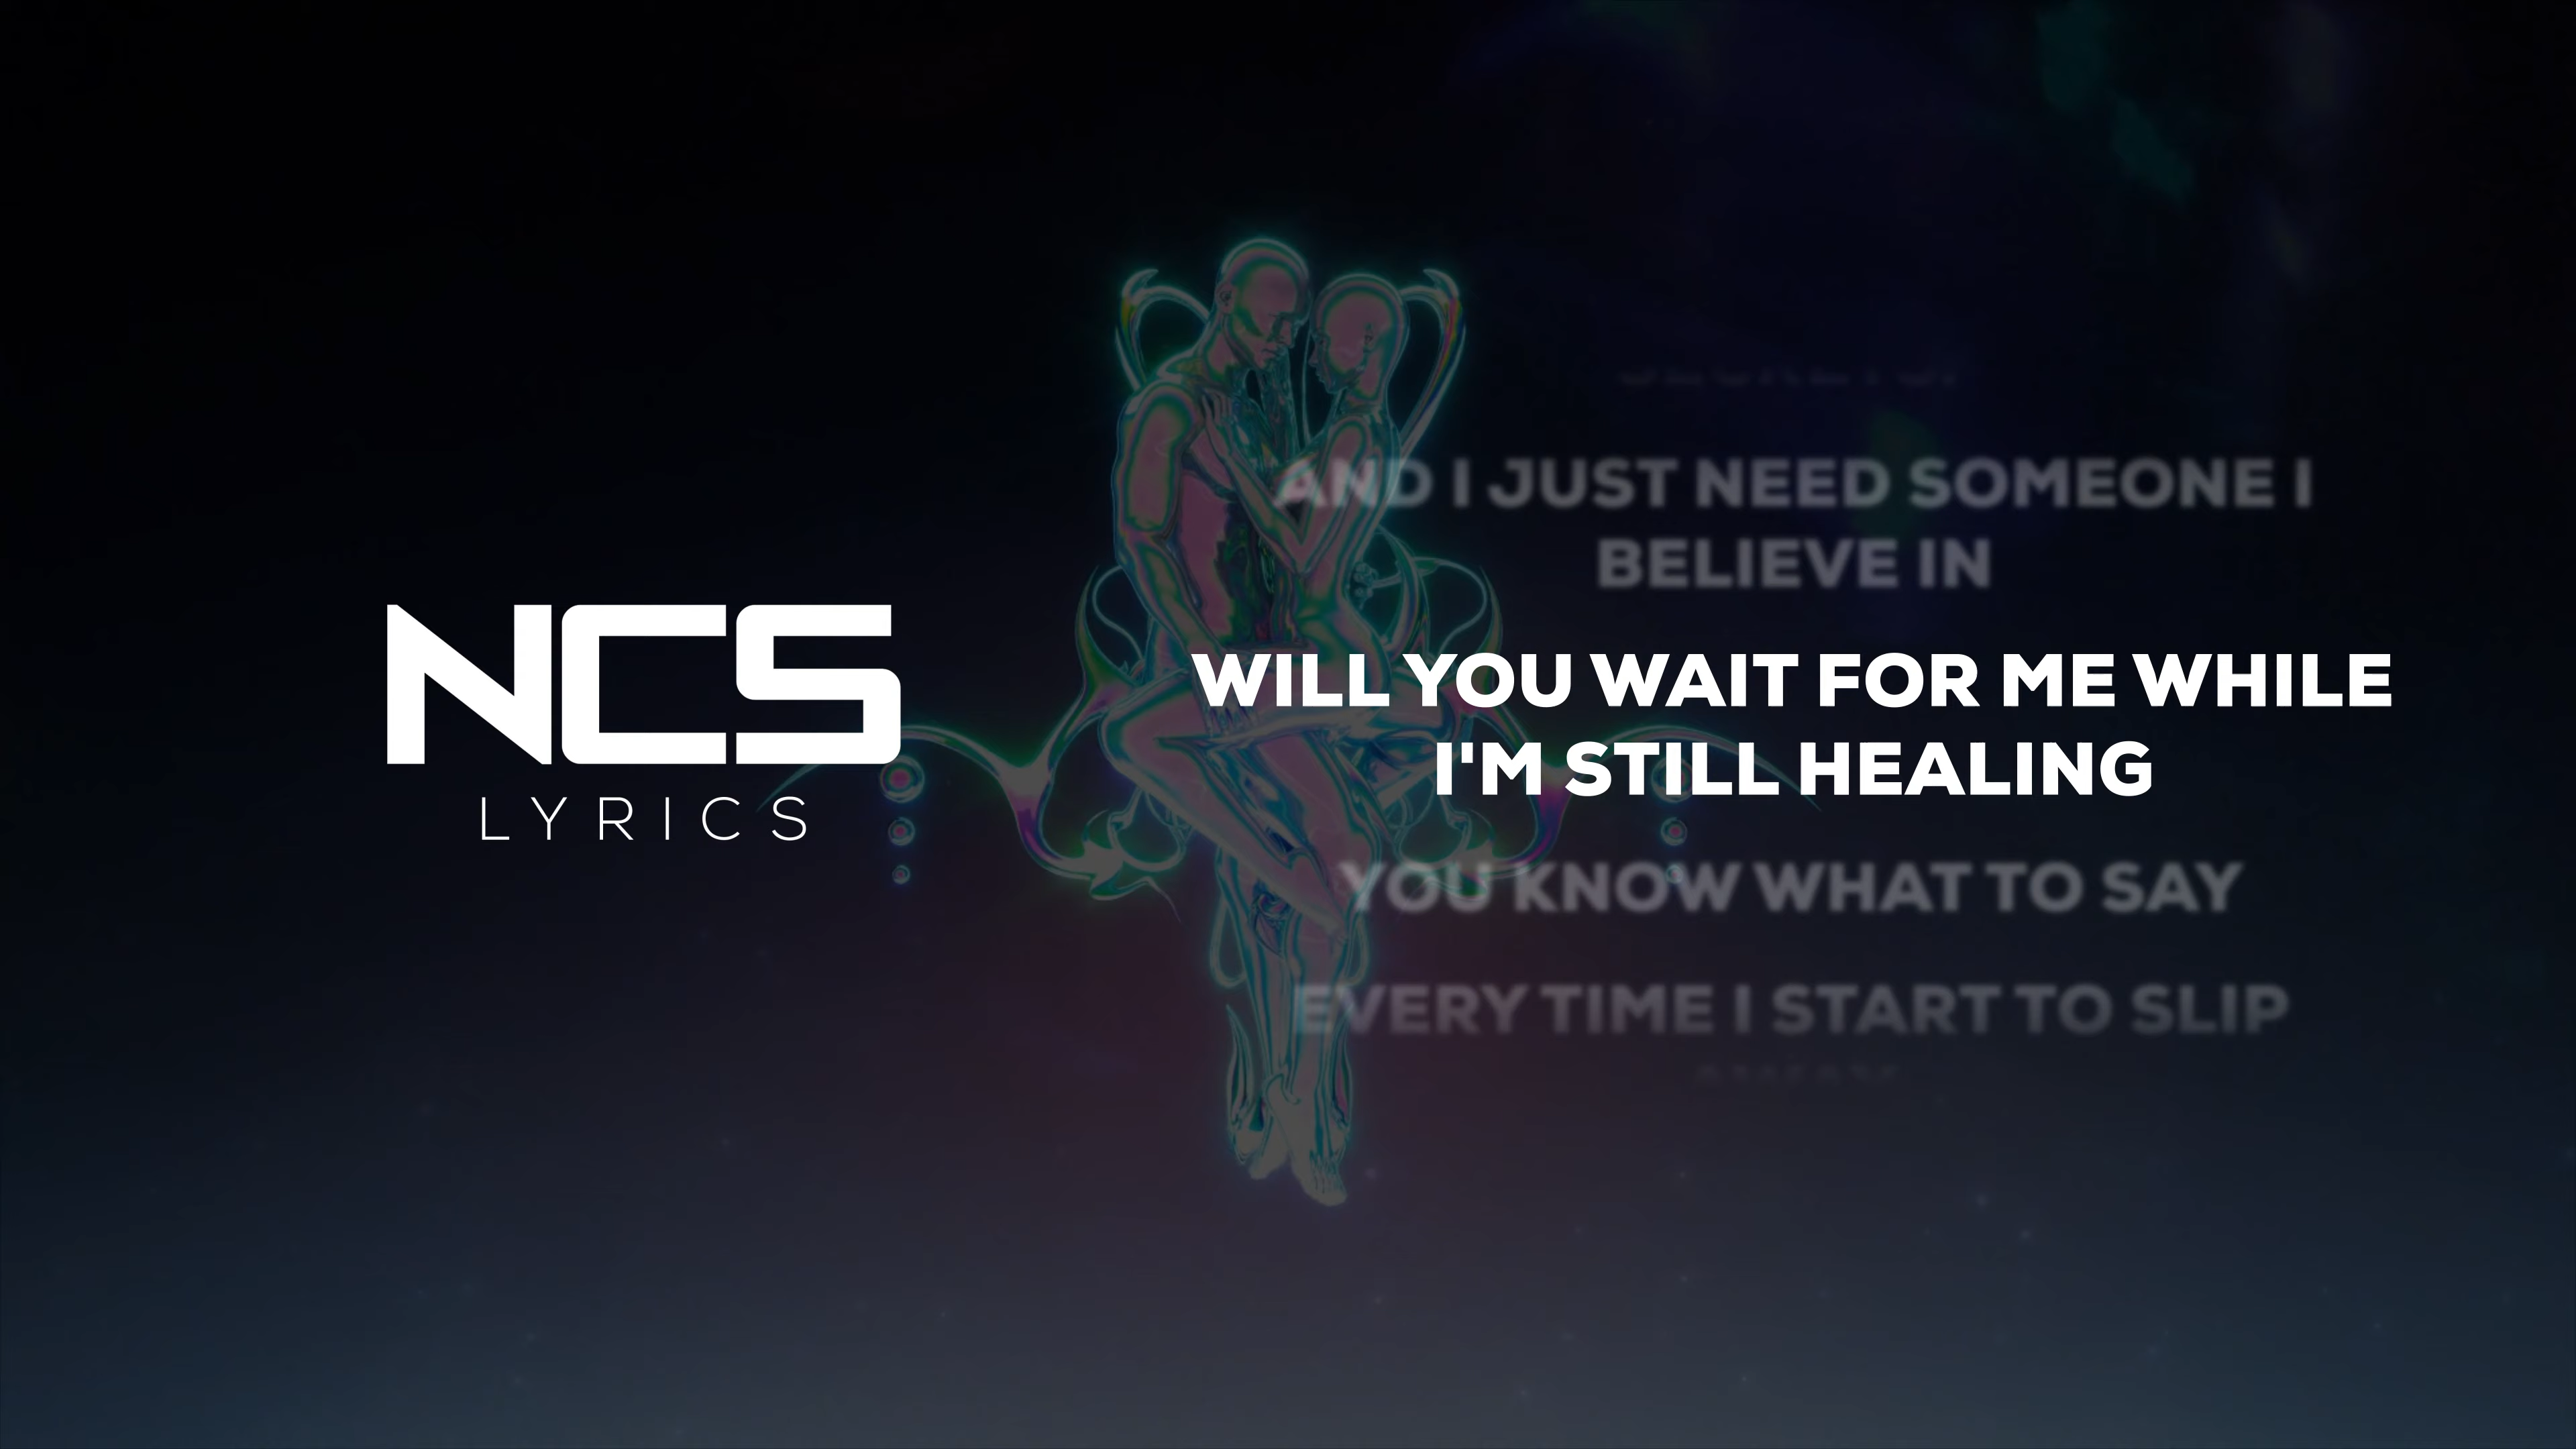 NCS
LYRICS
AND I JUST NEED SOMEONE I
BELIEVE IN
WILL YOU WAIT FOR ME WHILE
I'M STILL HEALING
YOU KNOW WHAT TO SAY
EVERY TIME I START TO SLIP